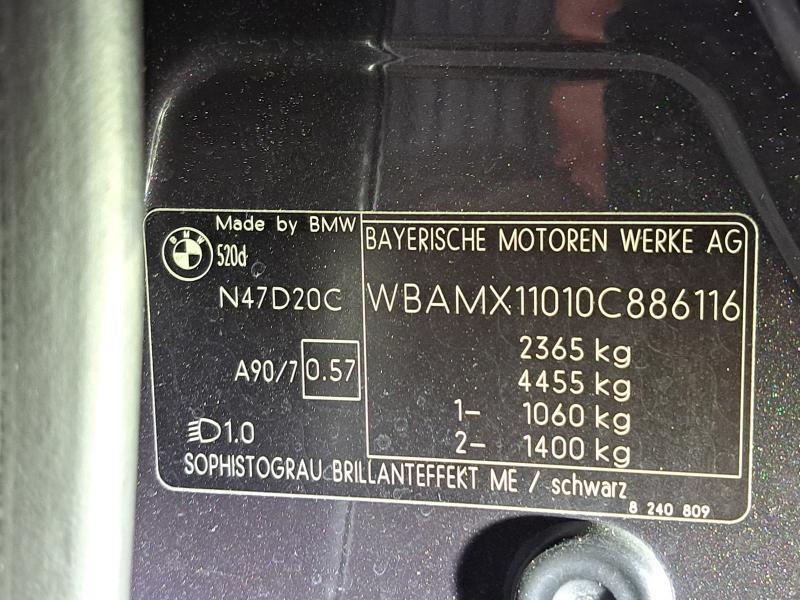 BMW
Made by BMW
520d
N47D20C
A90/7 0.57
1.0
BAYERISCHE MOTOREN WERKE AG
WBAMX11010C886116
2365 kg
4455 kg
1- 1060 kg
2- 1400 kg
SOPHISTOGRAU BRILLANTEFFEKT ME / schwarz
8 240 809